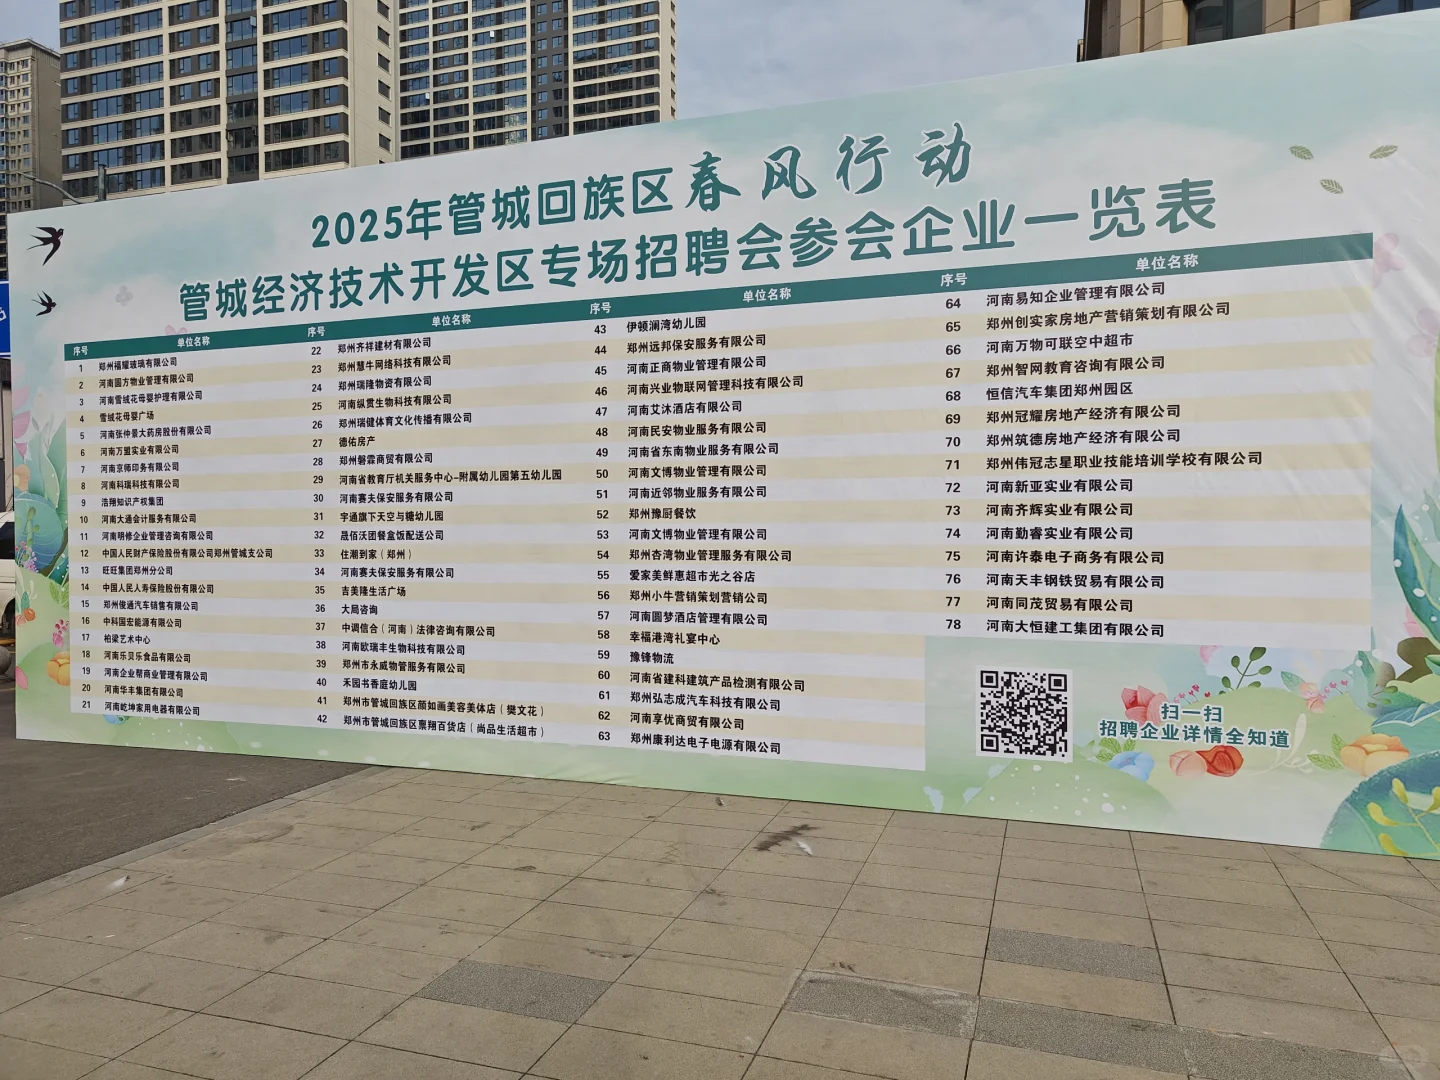 2025年管城回族区春风行动
管城经济技术开发区专场招聘会参会企业一览表
序号 单位名称
1 郑州福耀玻璃有限公司
2 河南圆方物业管理有限公司
3 河南雪绒花母婴护理有限公司
4 雪绒花母婴广场
5 河南张仲景大药房股份有限公司
6 河南万盟实业有限公司
7 河南京师印务有限公司
8 河南科瑞科技有限公司
9 浩翔知识产权集团
10 河南大通会计服务有限公司
11 河南明修企业管理咨询有限公司
12 中国人民财产保险股份有限公司郑州管城支公司
13 旺旺集团郑州分公司
14 中国人民人寿保险股份有限公司
15 郑州俊通汽车销售有限公司
16 中科国宏能源有限公司
17 柏梁艺术中心
18 河南乐贝乐食品有限公司
19 河南企业帮商业管理有限公司
20 河南华丰集团有限公司
21 河南屹坤家用电器有限公司
序号 单位名称
22 郑州齐祥建材有限公司
23 郑州慧牛网络科技有限公司
24 郑州瑞隆物资有限公司
25 河南纵贯生物科技有限公司
26 郑州瑞健体育文化传播有限公司
27 德佑房产
28 郑州磐霖商贸有限公司
29 河南省教育厅机关服务中心-附属幼儿园第五幼儿园
30 河南赛夫保安服务有限公司
31 宇通旗下天空与糖幼儿园
32 晟佰沃团餐盒饭配送公司
33 住潮到家（郑州）
34 河南赛夫保安服务有限公司
35 吉美隆生活广场
36 大局咨询
37 中调信合（河南）法律咨询有限公司
38 河南欧瑞丰生物科技有限公司
39 郑州市永威物管服务有限公司
40 禾园书香庭幼儿园
41 郑州市管城回族区颜如画美容美体店（樊文花）
42 郑州市管城回族区禀翔百货店（尚品生活超市）
序号 单位名称
43 伊顿澜湾幼儿园
44 郑州远邦保安服务有限公司
45 河南正商物业管理有限公司
46 河南兴业物联网管理科技有限公司
47 河南艾沐酒店有限公司
48 河南民安物业服务有限公司
49 河南省东南物业服务有限公司
50 河南文博物业管理有限公司
51 河南近邻物业服务有限公司
52 郑州豫厨餐饮
53 河南文博物业管理有限公司
54 郑州杏湾物业管理服务有限公司
55 爱家美鲜惠超市光之谷店
56 郑州小牛营销策划营销公司
57 河南圆梦酒店管理有限公司
58 幸福港湾礼宴中心
59 豫锋物流
60 河南省建科建筑产品检测有限公司
61 郑州弘志成汽车科技有限公司
62 河南享优商贸有限公司
63 郑州康利达电子电源有限公司
序号 单位名称
64 河南易知企业管理有限公司
65 郑州创实家房地产营销策划有限公司
66 河南万物可联空中超市
67 郑州智网教育咨询有限公司
68 恒信汽车集团郑州园区
69 郑州冠耀房地产经济有限公司
70 郑州筑德房地产经济有限公司
71 郑州伟冠志星职业技能培训学校有限公司
72 河南新亚实业有限公司
73 河南齐辉实业有限公司
74 河南勤睿实业有限公司
75 河南许泰电子商务有限公司
76 河南天丰钢铁贸易有限公司
77 河南同茂贸易有限公司
78 河南大恒建工集团有限公司
扫一扫
招聘企业详情全知道